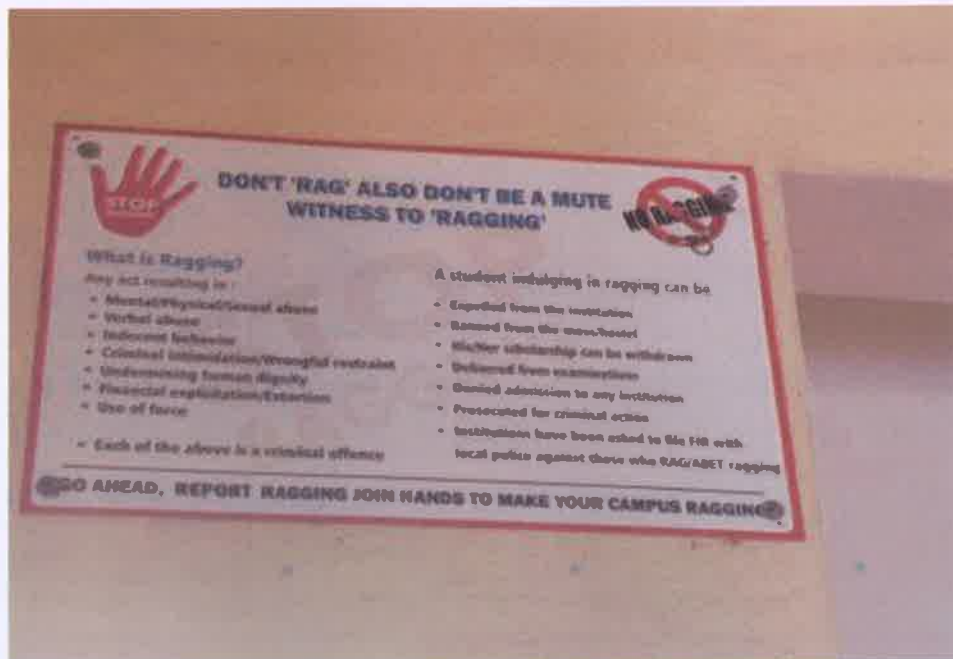 STOP
DON'T 'RAG' ALSO DON'T BE A MUTE
WITNESS TO 'RAGGING'
NO RAGGING
What is Ragging?
Any act resulting in :
• Mental/Physical/Sexual abuse
• Verbal abuse
• Indecent behavior
• Criminal intimidation/Wrongful restraint
• Undermining human dignity
• Financial exploitation/Extortion
• Use of force
• Each of the above is a criminal offence
A student indulging in ragging can be
• Expelled from the institution
• Banned from the mess/hostel
• His/Her scholarship can be withdrawn
• Debarred from examinations
• Denied admission to any institution
• Prosecuted for criminal action
• Institutions have been asked to file FIR with
local police against those who RAG/ABET ragging
GO AHEAD, REPORT RAGGING JOIN HANDS TO MAKE YOUR CAMPUS RAGGING